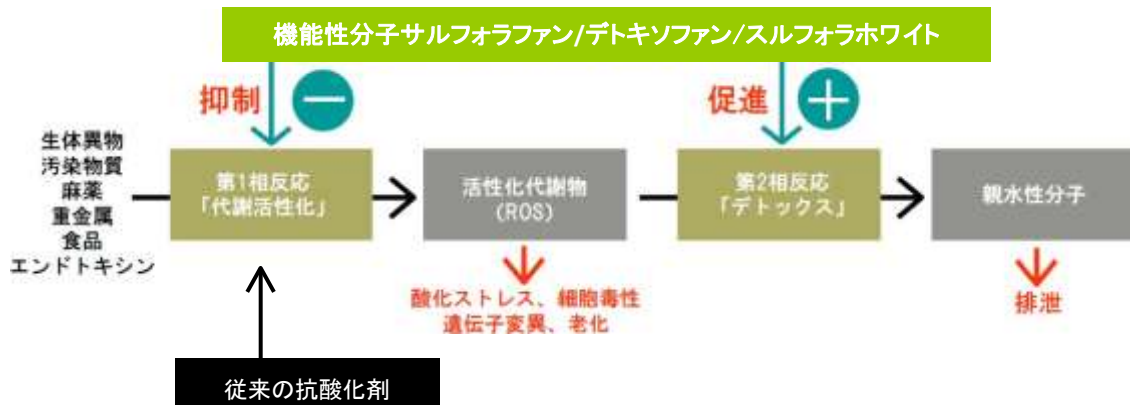 機能性分子サルフォラファン/デトキソファン/スルフォラホワイト
抑制
促進
生体異物
汚染物質
麻薬
重金属
食品
エンドトキシン
第1相反応
「代謝活性化」
活性化代謝物
(ROS)
第2相反応
「デトックス」
親水性分子
酸化ストレス、細胞毒性
遺伝子変異、老化
排泄
従来の抗酸化剤